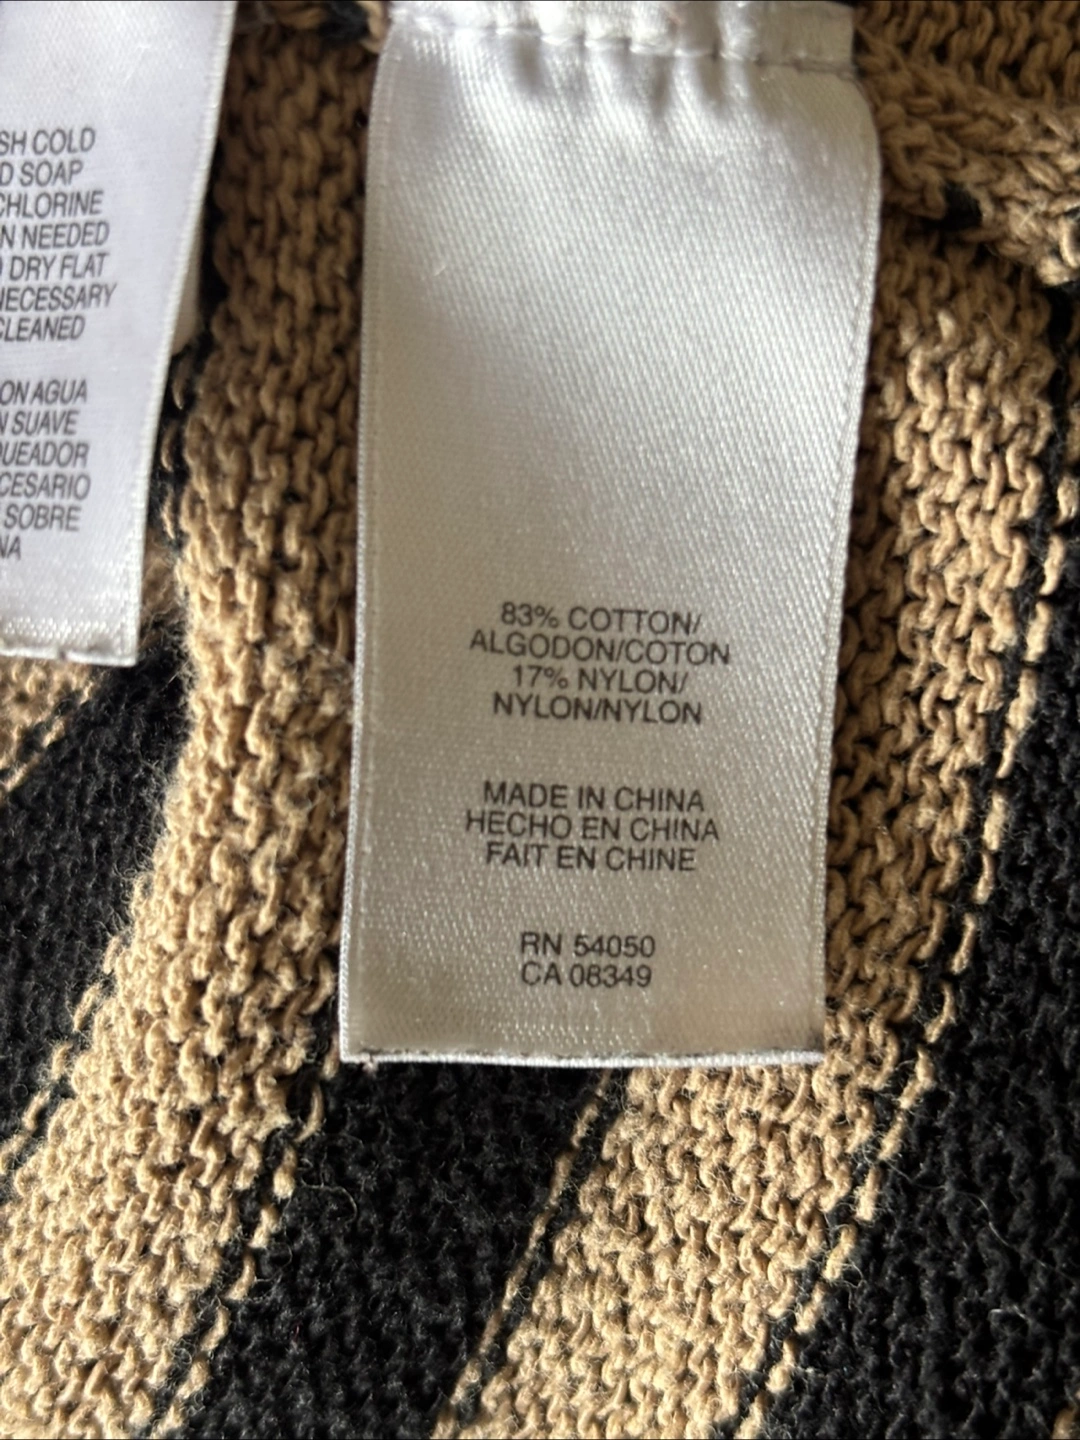 SH COLD
D SOAP
CHLORINE
N NEEDED
DRY FLAT
NECESSARY
CLEANED
ON AGUA
N SUAVE
QUEADOR
CESARIO
SOBRE
NA
83% COTTON/
ALGODON/COTON
17% NYLON/
NYLON/NYLON
MADE IN CHINA
HECHO EN CHINA
FAIT EN CHINE
RN 54050
CA 08349